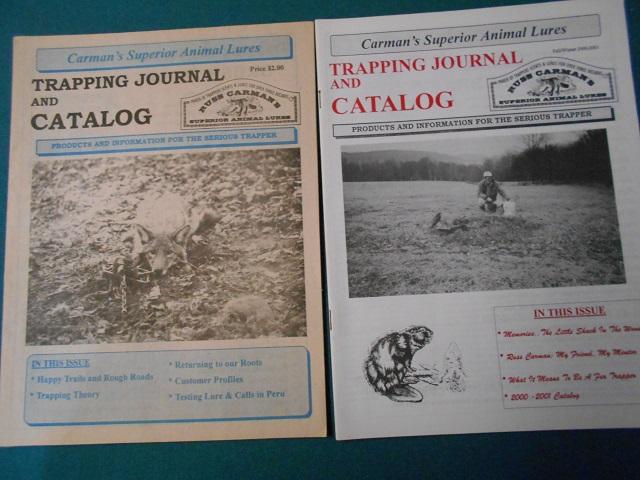 Carman's Superior Animal Lures
TRAPPING JOURNAL
Price $2.00
AND
CATALOG
RUSS CARMANS
SUPERIOR ANIMAL LURES
PRODUCTS AND INFORMATION FOR THE SERIOUS TRAPPER
IN THIS ISSUE
* Happy Trails and Rough Roads
* Trapping Theory
* Returning to our Roots
* Customer Profiles
* Testing Lure & Calls in Peru
Carman's Superior Animal Lures
TRAPPING JOURNAL
AND
CATALOG
RUSS CARMANS
SUPERIOR ANIMAL LURES
PRODUCTS AND INFORMATION FOR THE SERIOUS TRAPPER
IN THIS ISSUE
* Memories, The Little Shack In The
* Russ Carman: My Friend, My Mentor
* What It Means To Be A Fur Trapper
* 2000 - 2001 Catalog